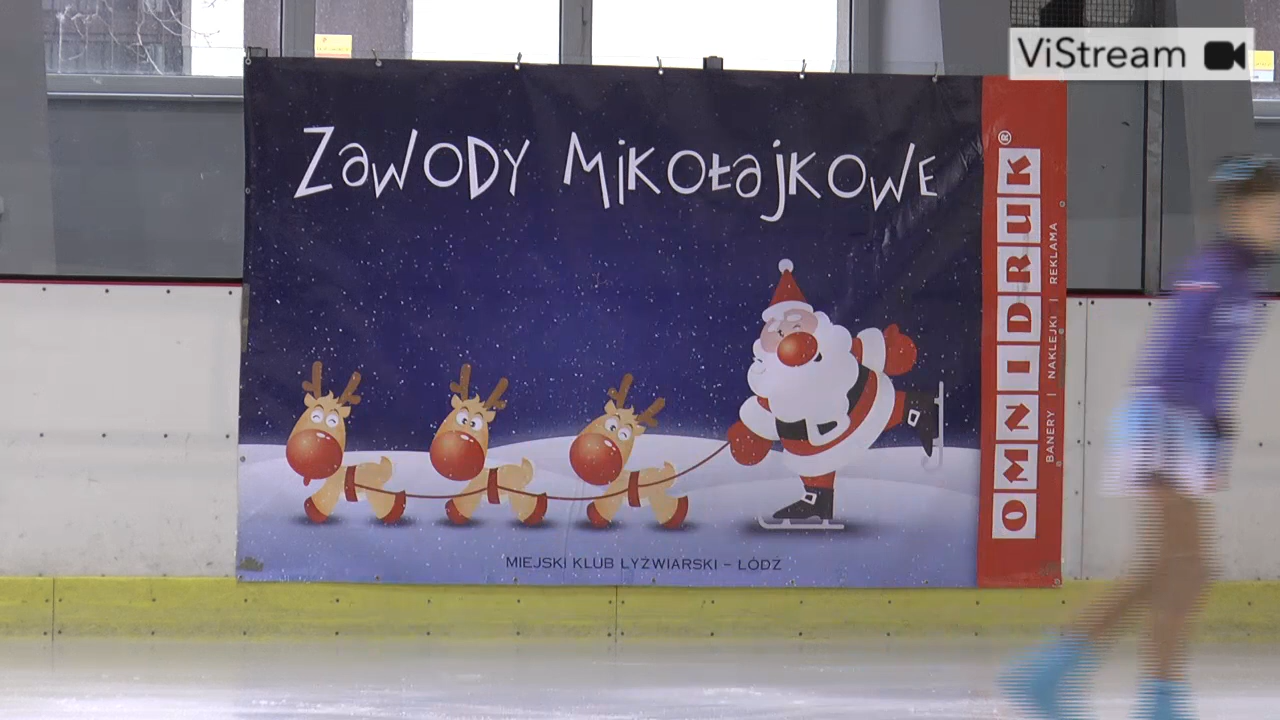 ViStream
ZAWODY MIKOŁAJKOWE
OMNIDRUK®
BANERY | NAKLEJKI | REKLAMA
MIEJSKI KLUB ŁYŻWIARSKI – ŁÓDŹ